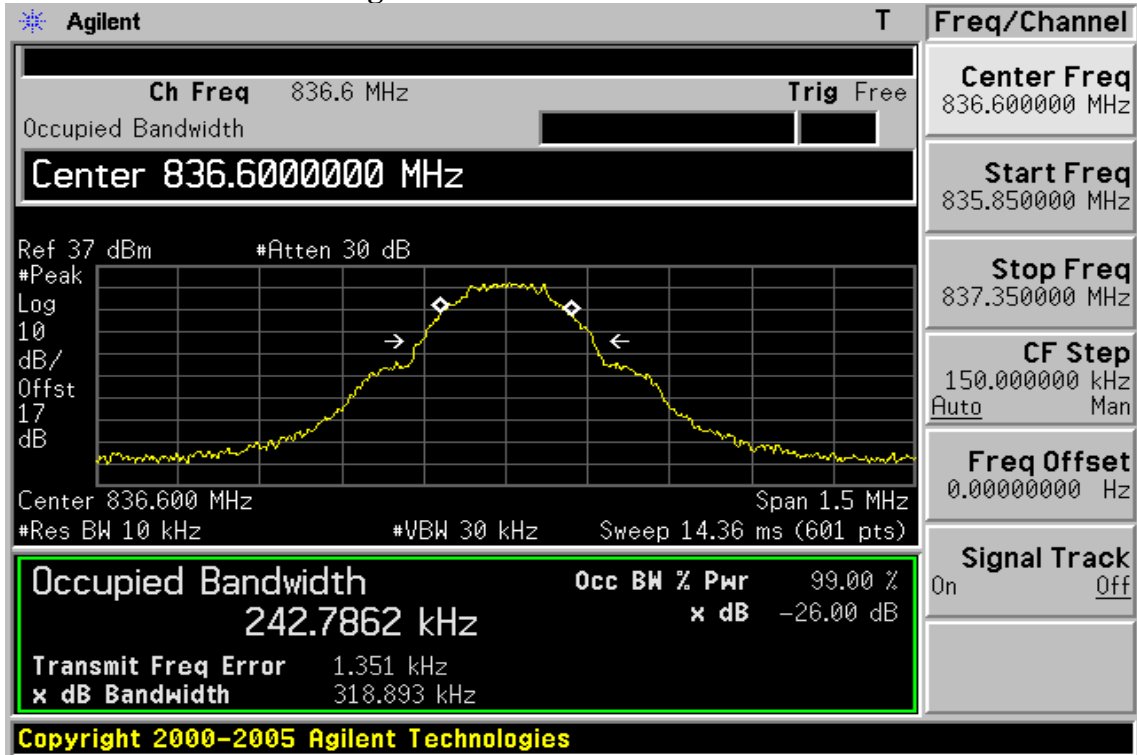 Agilent T Freq/Channel
Ch Freq 836.6 MHz Trig Free
Occupied Bandwidth
Center 836.6000000 MHz
Ref 37 dBm #Atten 30 dB
#Peak
Log
10
dB/
Offst
17
dB
Center 836.600 MHz Span 1.5 MHz
#Res BW 10 kHz #VBW 30 kHz Sweep 14.36 ms (601 pts)
Occupied Bandwidth Occ BW % Pwr 99.00 %
242.7862 kHz x dB -26.00 dB
Transmit Freq Error 1.351 kHz
x dB Bandwidth 318.893 kHz
Copyright 2000-2005 Agilent Technologies
Center Freq
836.600000 MHz
Start Freq
835.850000 MHz
Stop Freq
837.350000 MHz
CF Step
150.000000 kHz
Auto Man
Freq Offset
0.00000000 Hz
Signal Track
On Off